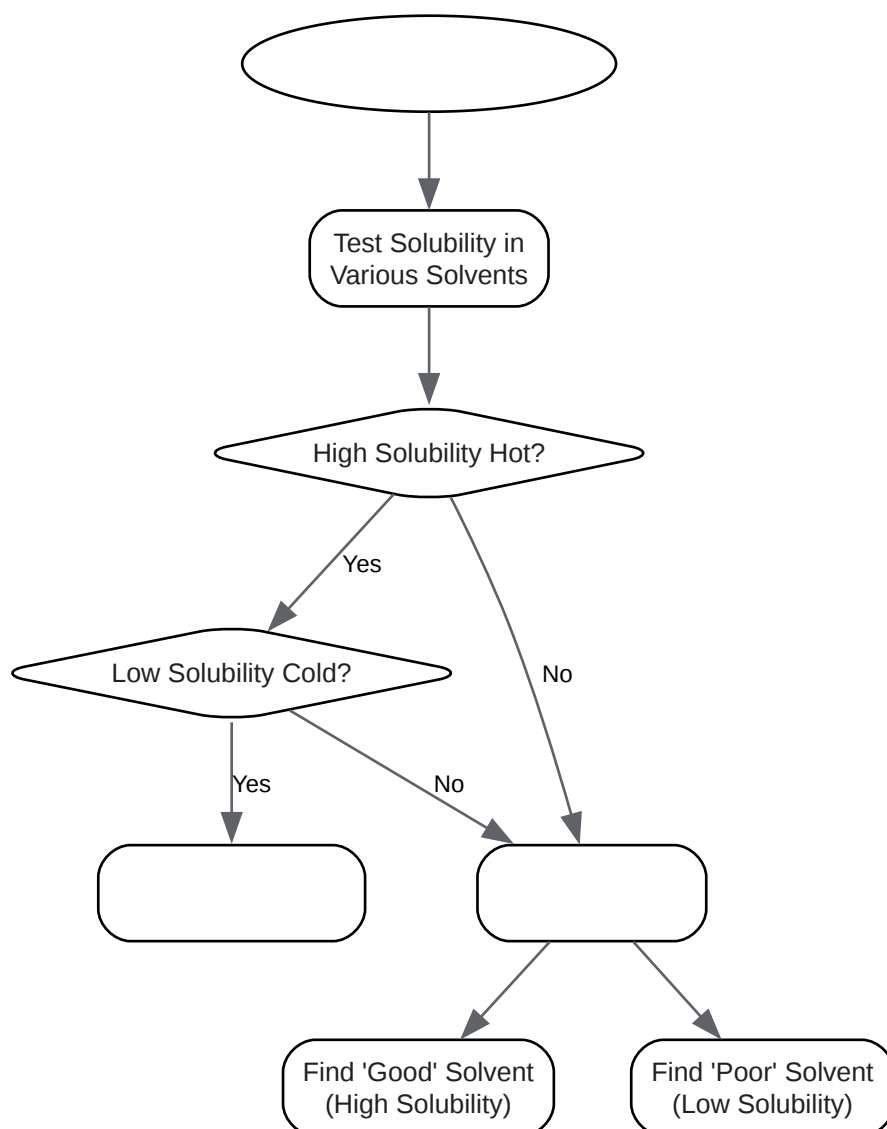 Test Solubility in
Various Solvents
High Solubility Hot?
Yes
Low Solubility Cold?
No
Yes
No
Find 'Good' Solvent
(High Solubility)
Find 'Poor' Solvent
(Low Solubility)